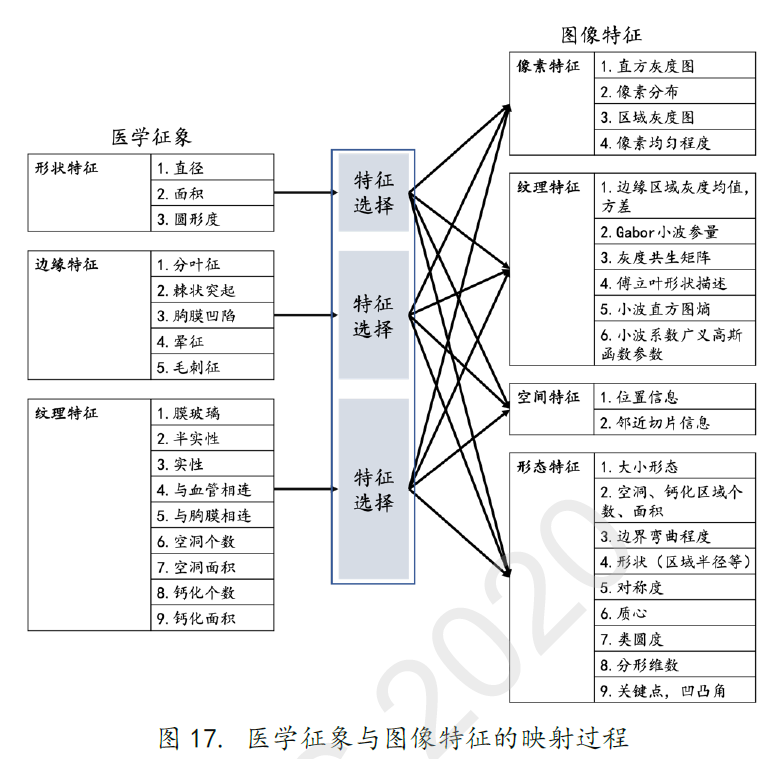 医学征象
形状特征
1.直径
2.面积
3.圆形度
边缘特征
1.分叶征
2.棘状突起
3.胸膜凹陷
4.晕征
5.毛刺征
纹理特征
1.膜玻璃
2.半实性
3.实性
4.与血管相连
5.与胸膜相连
6.空洞个数
7.空洞面积
8.钙化个数
9.钙化面积
特征
选择
特征
选择
特征
选择
图像特征
像素特征
1.直方灰度图
2.像素分布
3.区域灰度图
4.像素均匀程度
纹理特征
1.边缘区域灰度均值,
方差
2.Gabor小波参量
3.灰度共生矩阵
4.傅立叶形状描述
5.小波直方图熵
6.小波系数广义高斯
函数参数
空间特征
1.位置信息
2.邻近切片信息
形态特征
1.大小形态
2.空洞、钙化区域个
数、面积
3.边界弯曲程度
4.形状（区域半径等）
5.对称度
6.质心
7.类圆度
8.分形维数
9.关键点，凹凸角
2020
图 17. 医学征象与图像特征的映射过程